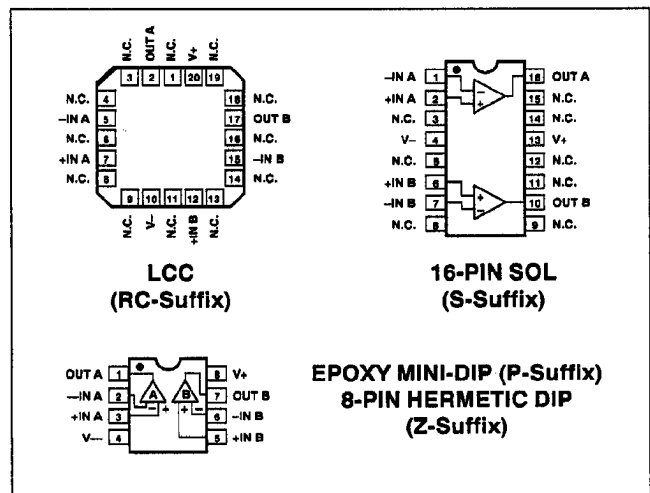 N.C. OUT A N.C. V+ N.C.
3 2 1 20 19
N.C. 4 18 N.C.
–IN A 5 17 OUT B
N.C. 6 16 N.C.
+IN A 7 15 –IN B
N.C. 8 14 N.C.
9 10 11 12 13
N.C. V– N.C. +IN B N.C.
LCC
(RC-Suffix)
–IN A 1 16 OUT A
+IN A 2 15 N.C.
N.C. 3 14 N.C.
V– 4 13 V+
N.C. 5 12 N.C.
+IN B 6 11 N.C.
–IN B 7 10 OUT B
N.C. 8 9 N.C.
16-PIN SOL
(S-Suffix)
OUT A 1 8 V+
—IN A 2 A B 7 OUT B
+IN A 3 6 –IN B
V— 4 5 +IN B
EPOXY MINI-DIP (P-Suffix)
8-PIN HERMETIC DIP
(Z-Suffix)